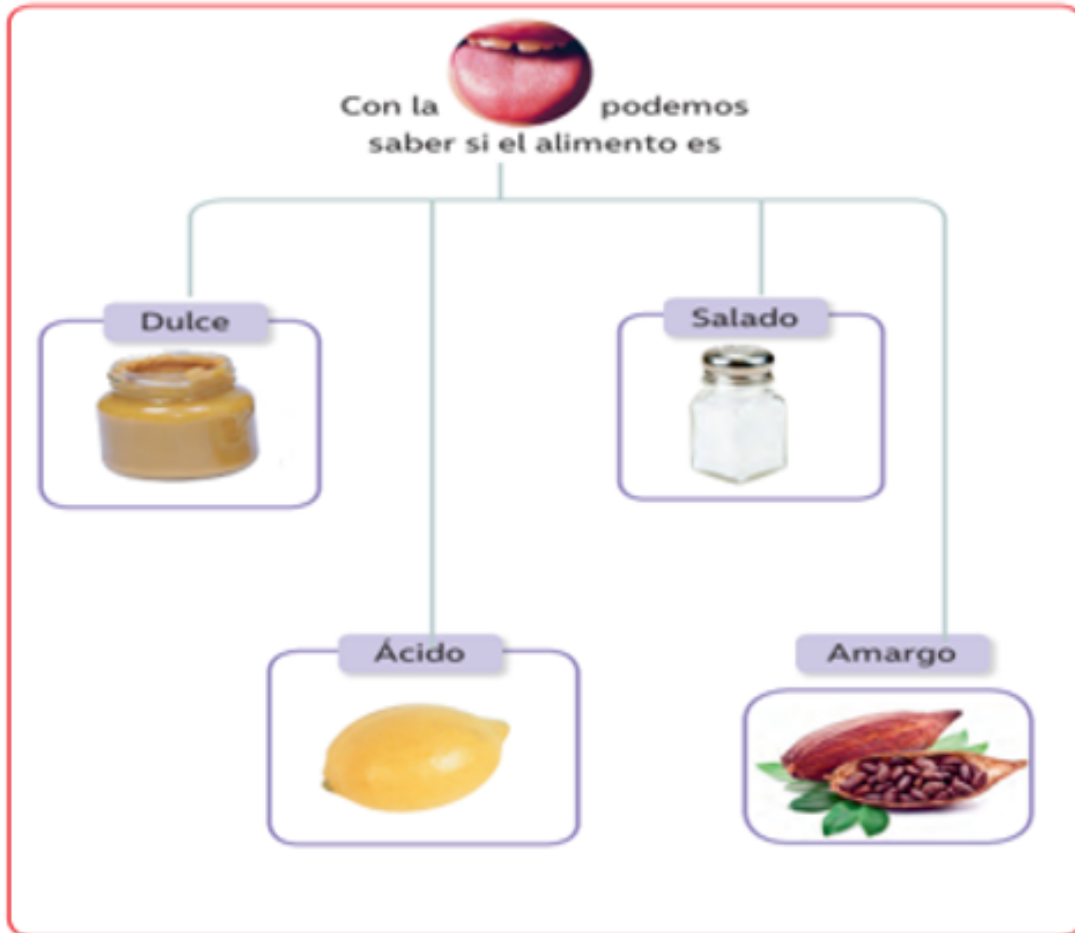 Con la podemos
saber si el alimento es
Dulce
Salado
Ácido
Amargo